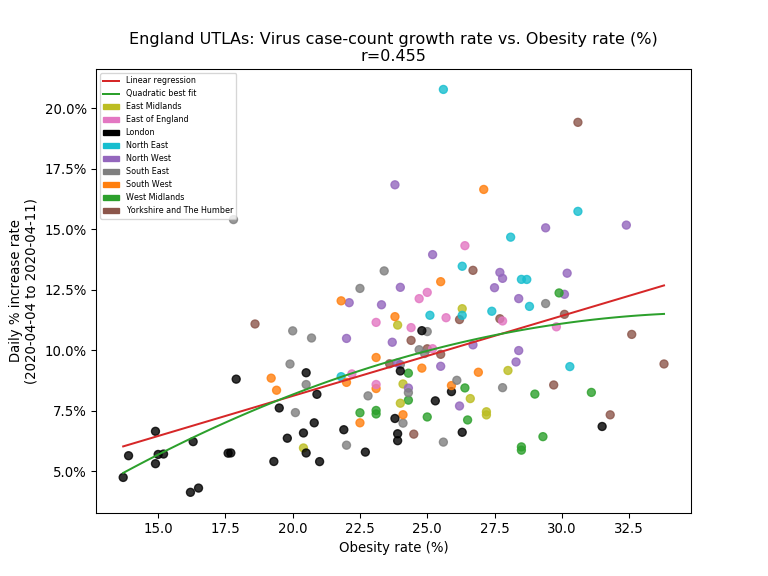 England UTLAs: Virus case-count growth rate vs. Obesity rate (%)
r=0.455
Linear regression
Quadratic best fit
East Midlands
East of England
London
North East
North West
South East
South West
West Midlands
Yorkshire and The Humber
20.0%
17.5%
15.0%
12.5%
10.0%
7.5%
5.0%
Daily % increase rate
(2020-04-04 to 2020-04-11)
15.0 17.5 20.0 22.5 25.0 27.5 30.0 32.5
Obesity rate (%)